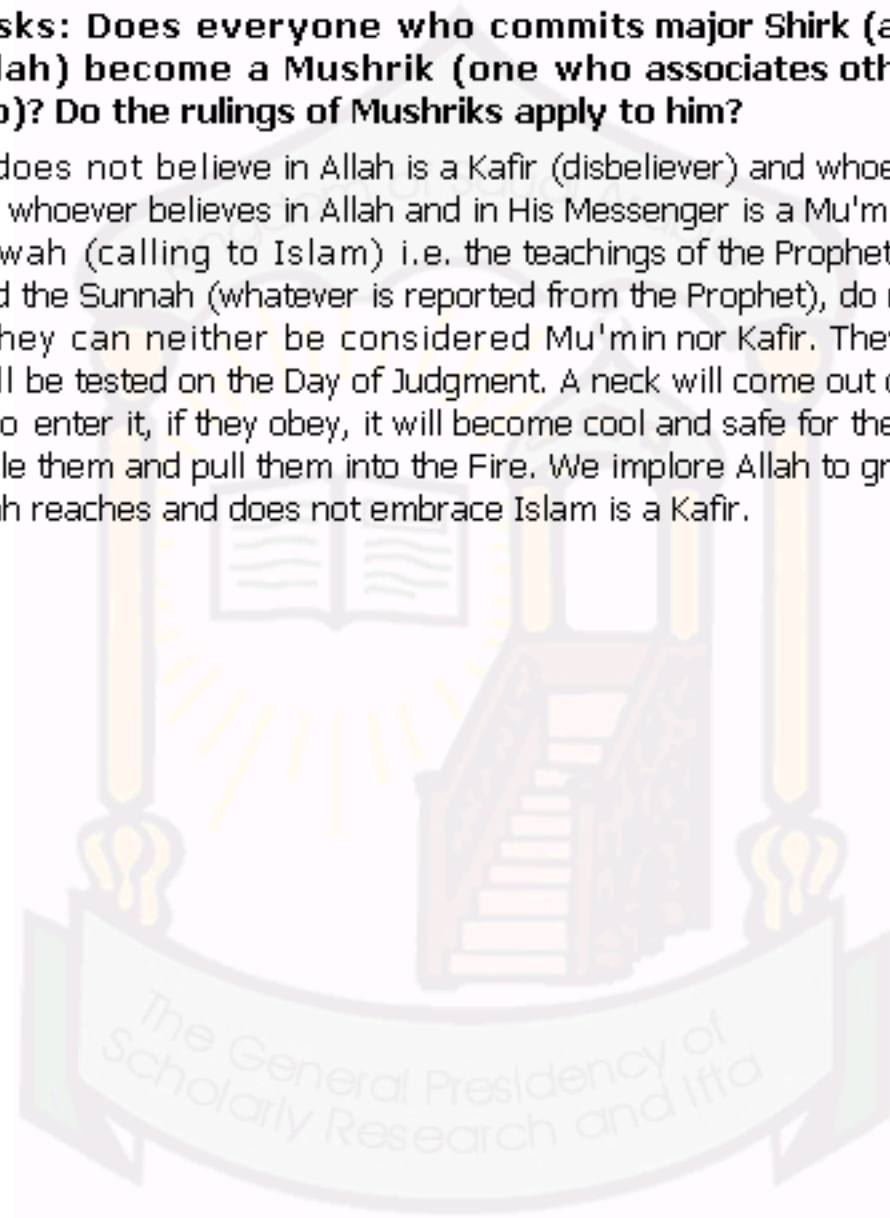 sks: Does everyone who commits major Shirk (a
lah) become a Mushrik (one who associates oth
p)? Do the rulings of Mushriks apply to him?
does not believe in Allah is a Kafir (disbeliever) and whoe
whoever believes in Allah and in His Messenger is a Mu'm
wah (calling to Islam) i.e. the teachings of the Prophet
d the Sunnah (whatever is reported from the Prophet), do
hey can neither be considered Mu'min nor Kafir. They
ll be tested on the Day of Judgment. A neck will come out
o enter it, if they obey, it will become cool and safe for the
le them and pull them into the Fire. We implore Allah to gr
ah reaches and does not embrace Islam is a Kafir.
Kingdom of Saudi Arabia
The General Presidency of
Scholarly Research and Ifta